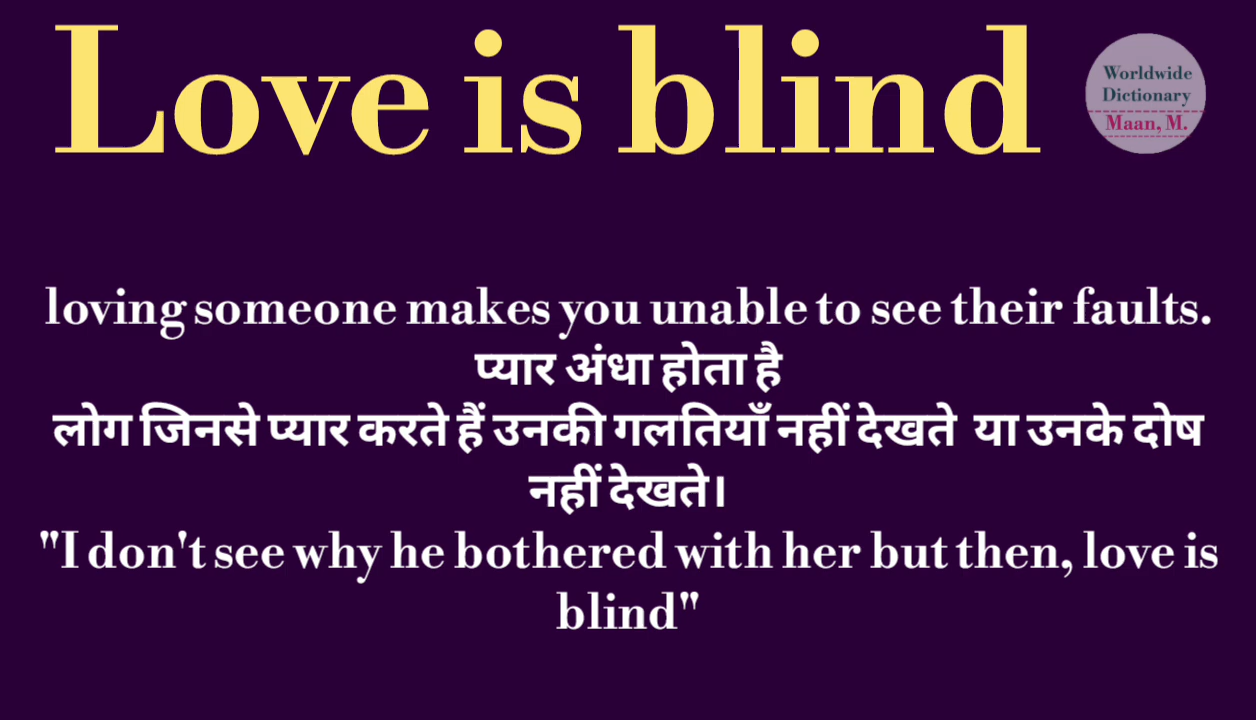 Love is blind
Worldwide
Dictionary
Maan, M.
loving someone makes you unable to see their faults.
प्यार अंधा होता है
लोग जिनसे प्यार करते हैं उनकी गलतियाँ नहीं देखते या उनके दोष
नहीं देखते।
"I don't see why he bothered with her but then, love is
blind"